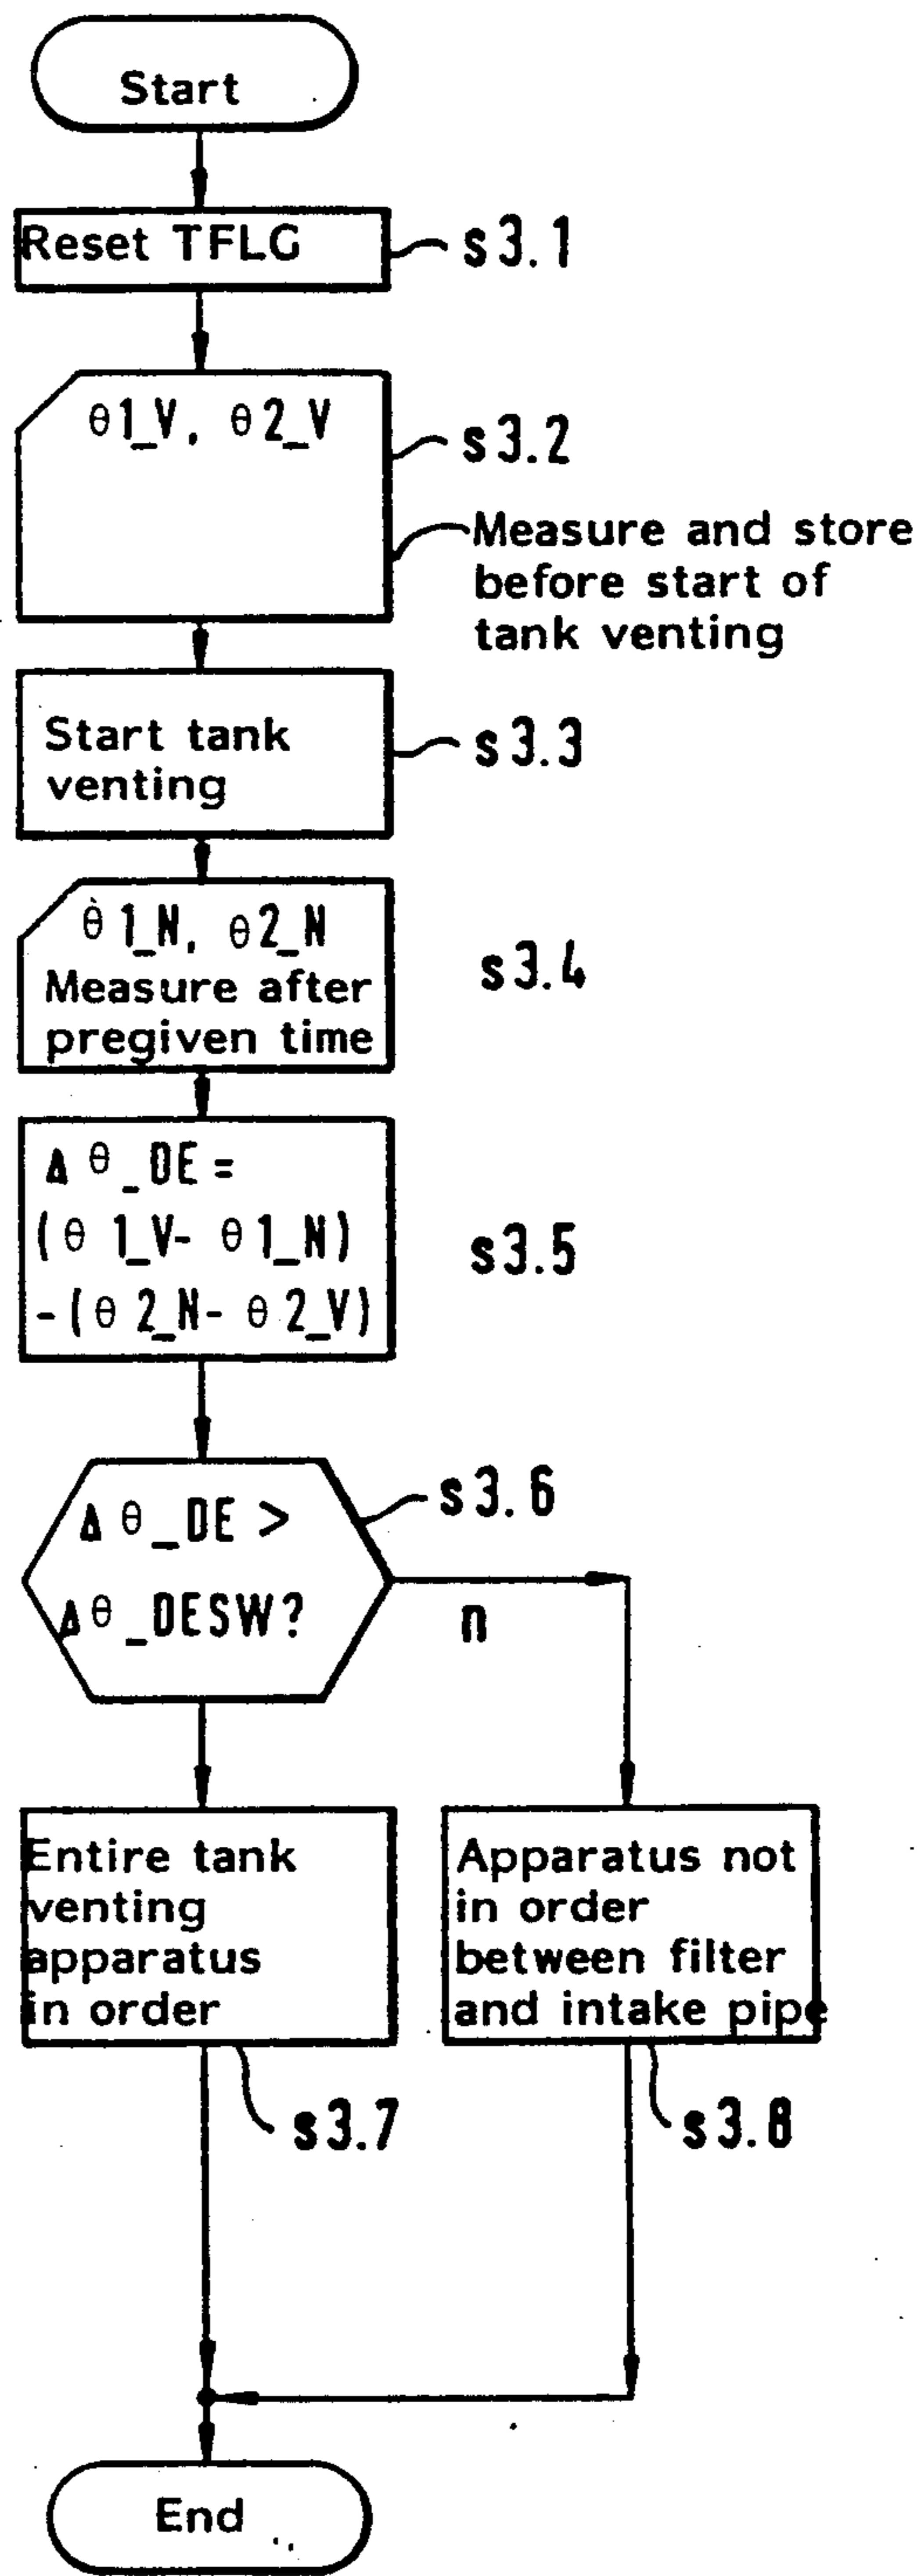 Start
Reset TFLG
s3.1
θ1_V, θ2_V
s3.2
Measure and store
before start of
tank venting
Start tank
venting
s3.3
θ1_N, θ2_N
Measure after
pregiven time
s3.4
Δθ_DE=
(θ1_V-θ1_N)
-(θ2_N-θ2_V)
s3.5
Δθ_DE >
Δθ_DESW?
s3.6
n
Entire tank
venting
apparatus
in order
s3.7
Apparatus not
in order
between filter
and intake pipe
s3.8
End